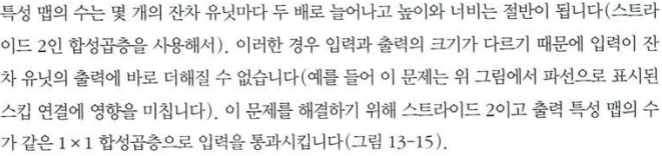 특성 맵의 수는 몇 개의 잔차 유닛마다 두 배로 늘어나고 높이와 너비는 절반이 됩니다(스트라
이드 2인 합성곱층을 사용해서). 이러한 경우 입력과 출력의 크기가 다르기 때문에 입력이 잔
차 유닛의 출력에 바로 더해질 수 없습니다(예를 들어 이 문제는 위 그림에서 파선으로 표시된
스킵 연결에 영향을 미칩니다). 이 문제를 해결하기 위해 스트라이드 2이고 출력 특성 맵의 수
가 같은 1×1 합성곱층으로 입력을 통과시킵니다(그림 13-15).